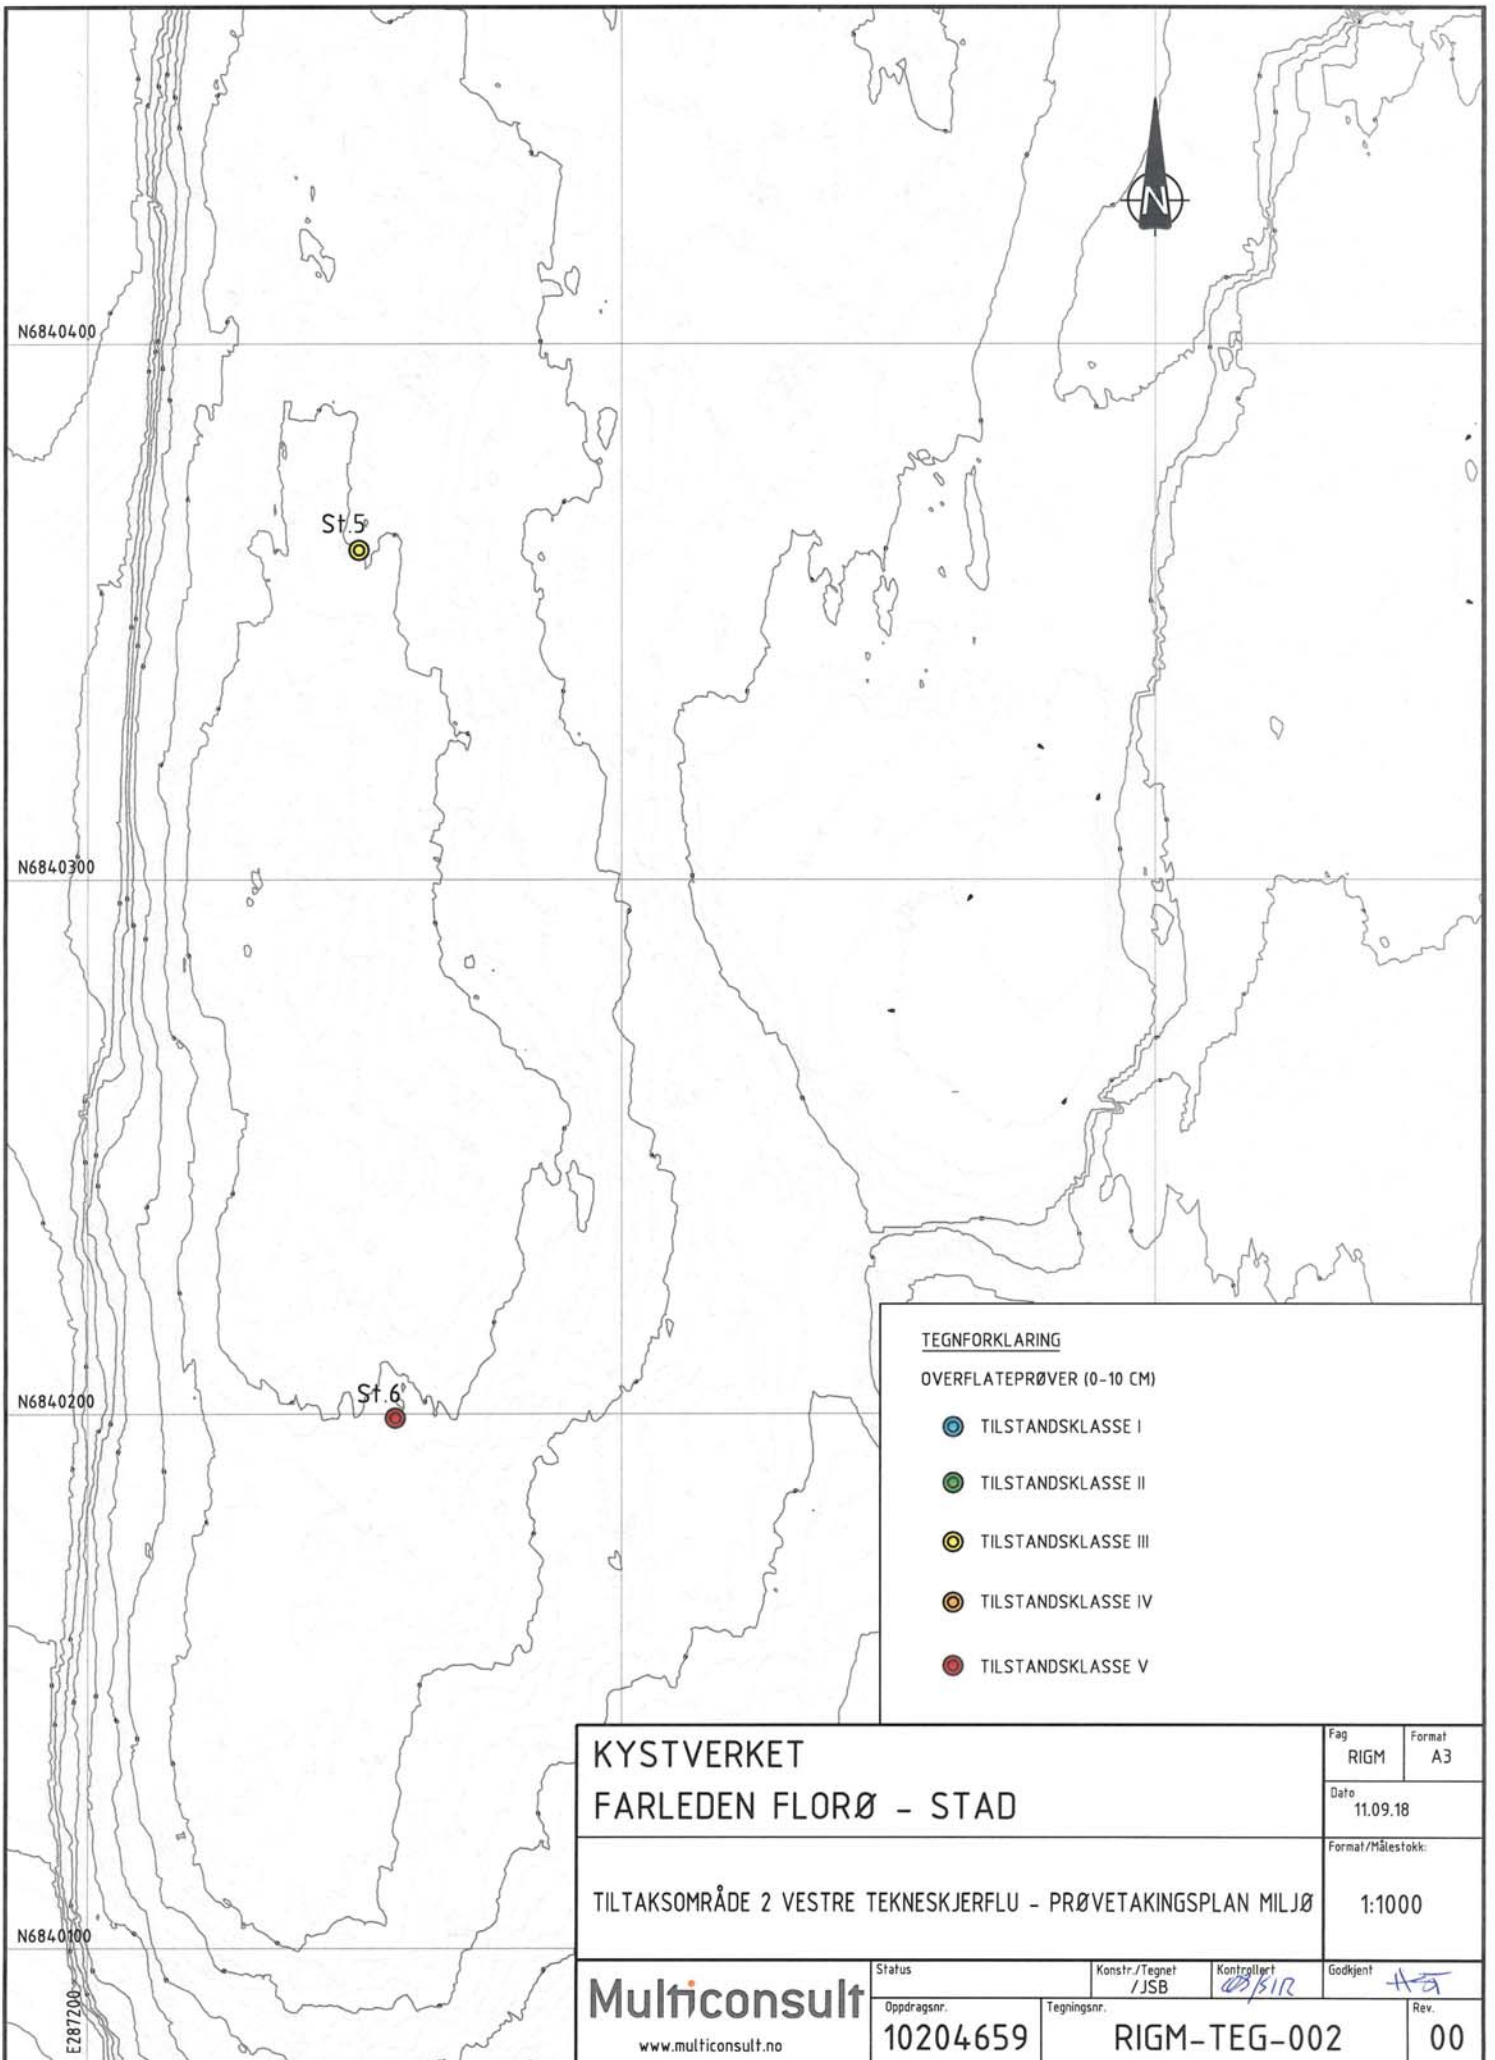 N
N6840400
St.5
N6840300
N6840200
St.6
N6840100
E287200
TEGNFORKLARING
OVERFLATEPRØVER (0-10 CM)
TILSTANDSKLASSE I
TILSTANDSKLASSE II
TILSTANDSKLASSE III
TILSTANDSKLASSE IV
TILSTANDSKLASSE V
KYSTVERKET
FARLEDEN FLORØ - STAD
Fag
RIGM
Format
A3
Dato
11.09.18
TILTAKSOMRÅDE 2 VESTRE TEKNESKJERFLU - PRØVETAKINGSPLAN MILJØ
Format/Målestokk:
1:1000
Multiconsult
www.multiconsult.no
Status
Konstr./Tegnet
/JSB
Kontrollert
Godkjent
Oppdragsnr.
10204659
Tegningsnr.
RIGM-TEG-002
Rev.
00